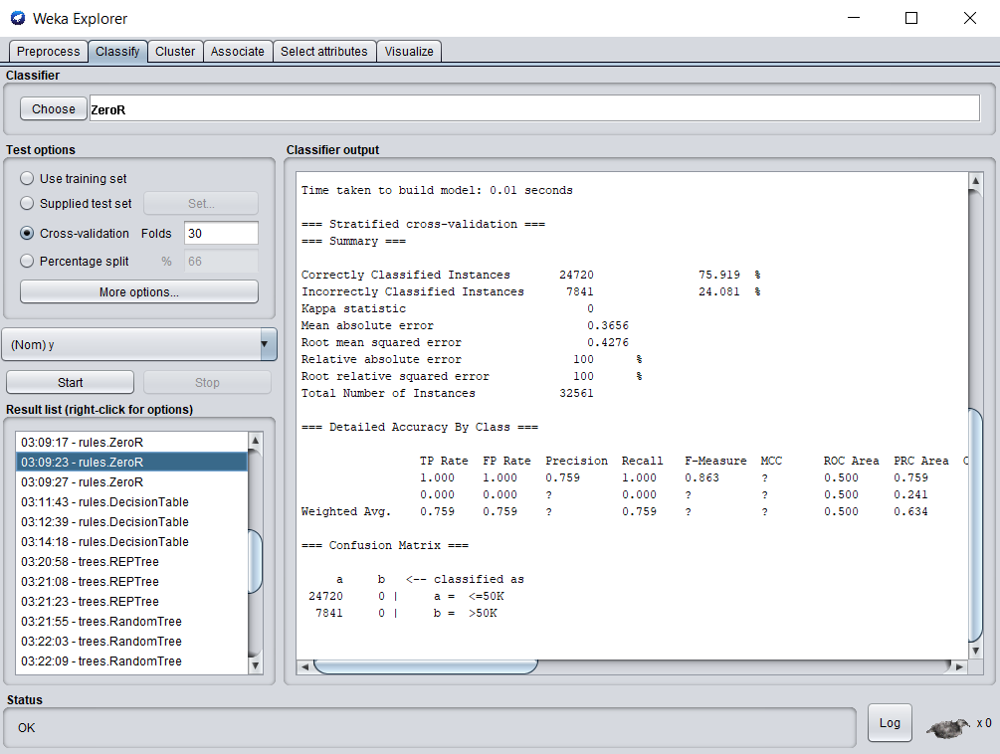 Weka Explorer
Preprocess Classify Cluster Associate Select attributes Visualize
Classifier
Choose ZeroR
Test options
Use training set
Supplied test set Set...
Cross-validation Folds 30
Percentage split % 66
More options...
(Nom) y
Start Stop
Result list (right-click for options)
03:09:17 - rules.ZeroR
03:09:23 - rules.ZeroR
03:09:27 - rules.ZeroR
03:11:43 - rules.DecisionTable
03:12:39 - rules.DecisionTable
03:14:18 - rules.DecisionTable
03:20:58 - trees.REPTree
03:21:08 - trees.REPTree
03:21:23 - trees.REPTree
03:21:55 - trees.RandomTree
03:22:03 - trees.RandomTree
03:22:09 - trees.RandomTree
Classifier output
Time taken to build model: 0.01 seconds
=== Stratified cross-validation ===
=== Summary ===
Correctly Classified Instances 24720 75.919 %
Incorrectly Classified Instances 7841 24.081 %
Kappa statistic 0
Mean absolute error 0.3656
Root mean squared error 0.4276
Relative absolute error 100 %
Root relative squared error 100 %
Total Number of Instances 32561
=== Detailed Accuracy By Class ===
TP Rate FP Rate Precision Recall F-Measure MCC ROC Area PRC Area C
1.000 1.000 0.759 1.000 0.863 ? 0.500 0.759
0.000 0.000 ? 0.000 ? ? 0.500 0.241
Weighted Avg. 0.759 0.759 ? 0.759 ? ? 0.500 0.634
=== Confusion Matrix ===
a b <-- classified as
24720 0 | a = <=50K
7841 0 | b = >50K
Status
OK
Log x 0